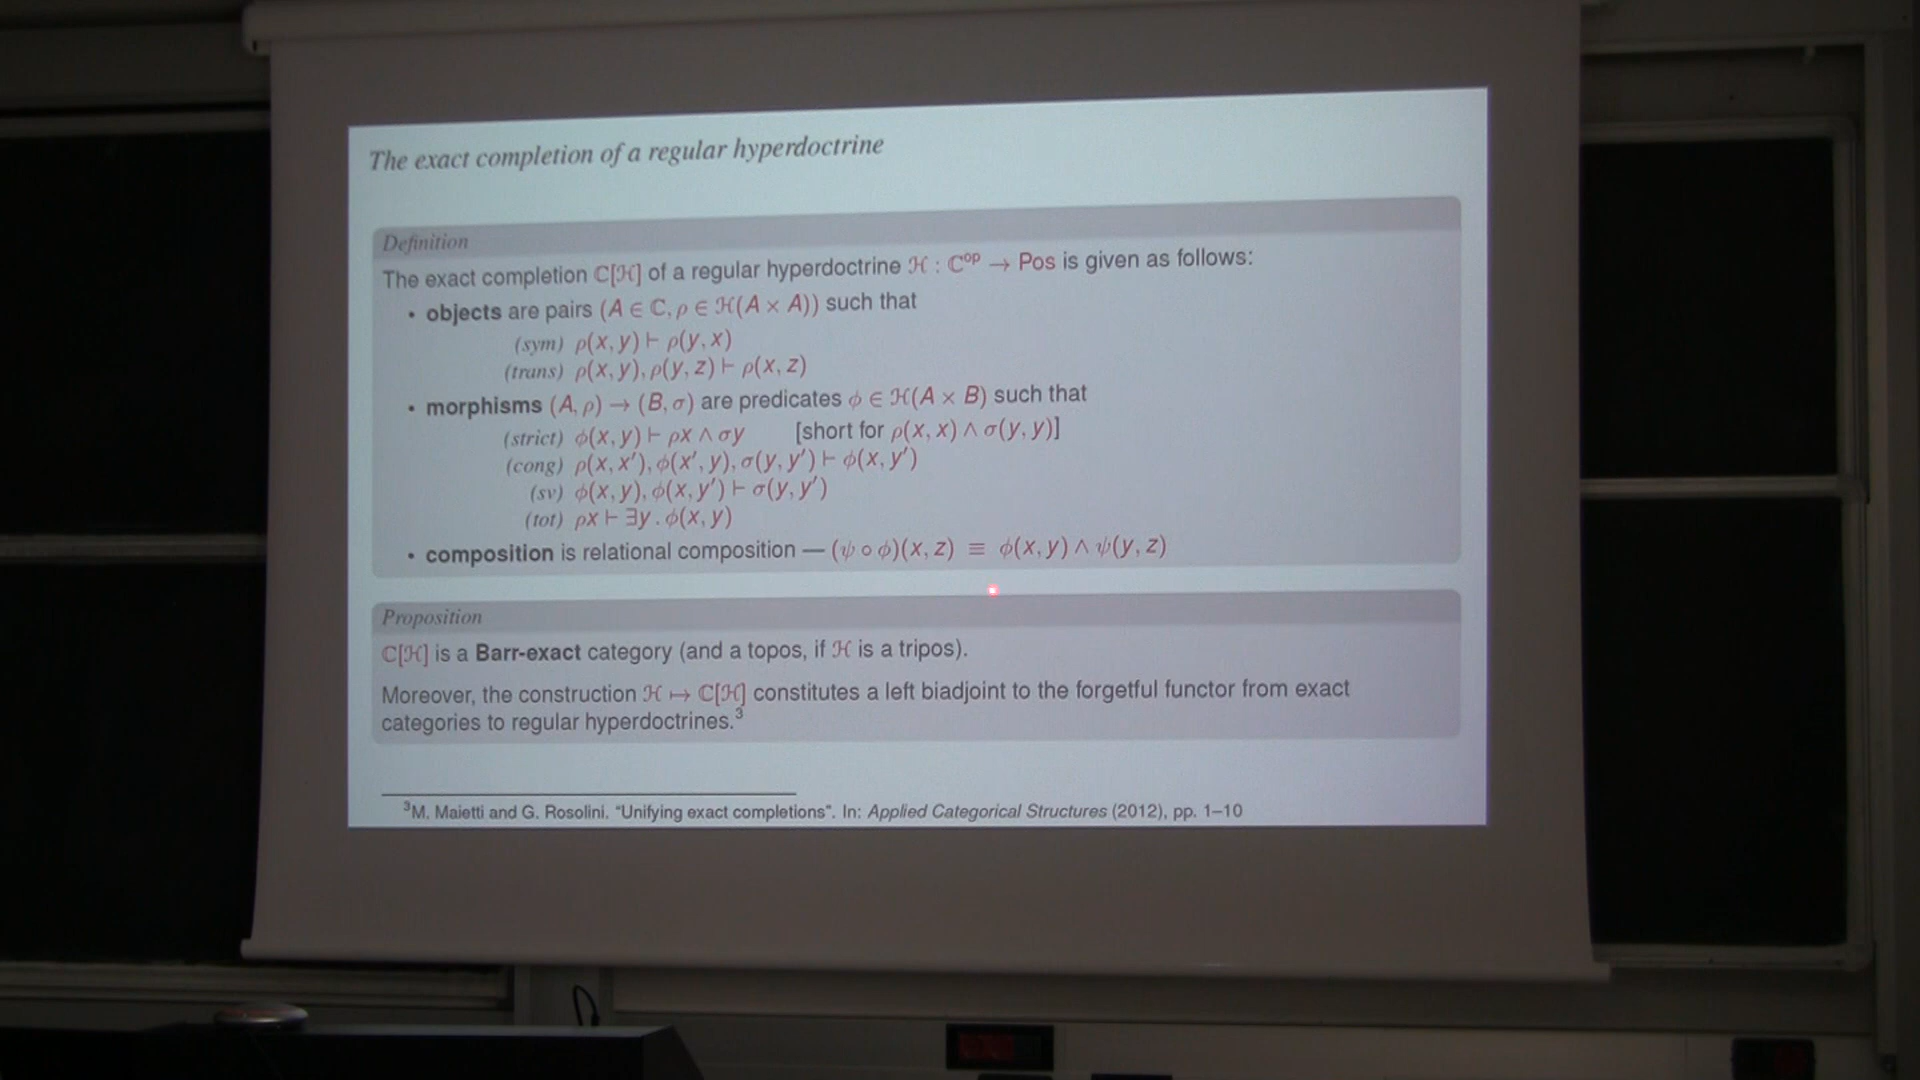 The exact completion of a regular hyperdoctrine
Definition
The exact completion ℂ[ℋ] of a regular hyperdoctrine ℋ : ℂᵒᵖ → Pos is given as follows:
• objects are pairs (A ∈ ℂ, ρ ∈ ℋ(A × A)) such that
(sym) ρ(x, y) ⊢ ρ(y, x)
(trans) ρ(x, y), ρ(y, z) ⊢ ρ(x, z)
• morphisms (A, ρ) → (B, σ) are predicates ϕ ∈ ℋ(A × B) such that
(strict) ϕ(x, y) ⊢ ρx ∧ σy [short for ρ(x, x) ∧ σ(y, y)]
(cong) ρ(x, x′), ϕ(x′, y), σ(y, y′) ⊢ ϕ(x, y′)
(sv) ϕ(x, y), ϕ(x, y′) ⊢ σ(y, y′)
(tot) ρx ⊢ ∃y . ϕ(x, y)
• composition is relational composition — (ψ ∘ ϕ)(x, z) ≡ ϕ(x, y) ∧ ψ(y, z)
Proposition
ℂ[ℋ] is a Barr-exact category (and a topos, if ℋ is a tripos).
Moreover, the construction ℋ ↦ ℂ[ℋ] constitutes a left biadjoint to the forgetful functor from exact
categories to regular hyperdoctrines.³
³M. Maietti and G. Rosolini. "Unifying exact completions". In: Applied Categorical Structures (2012), pp. 1–10